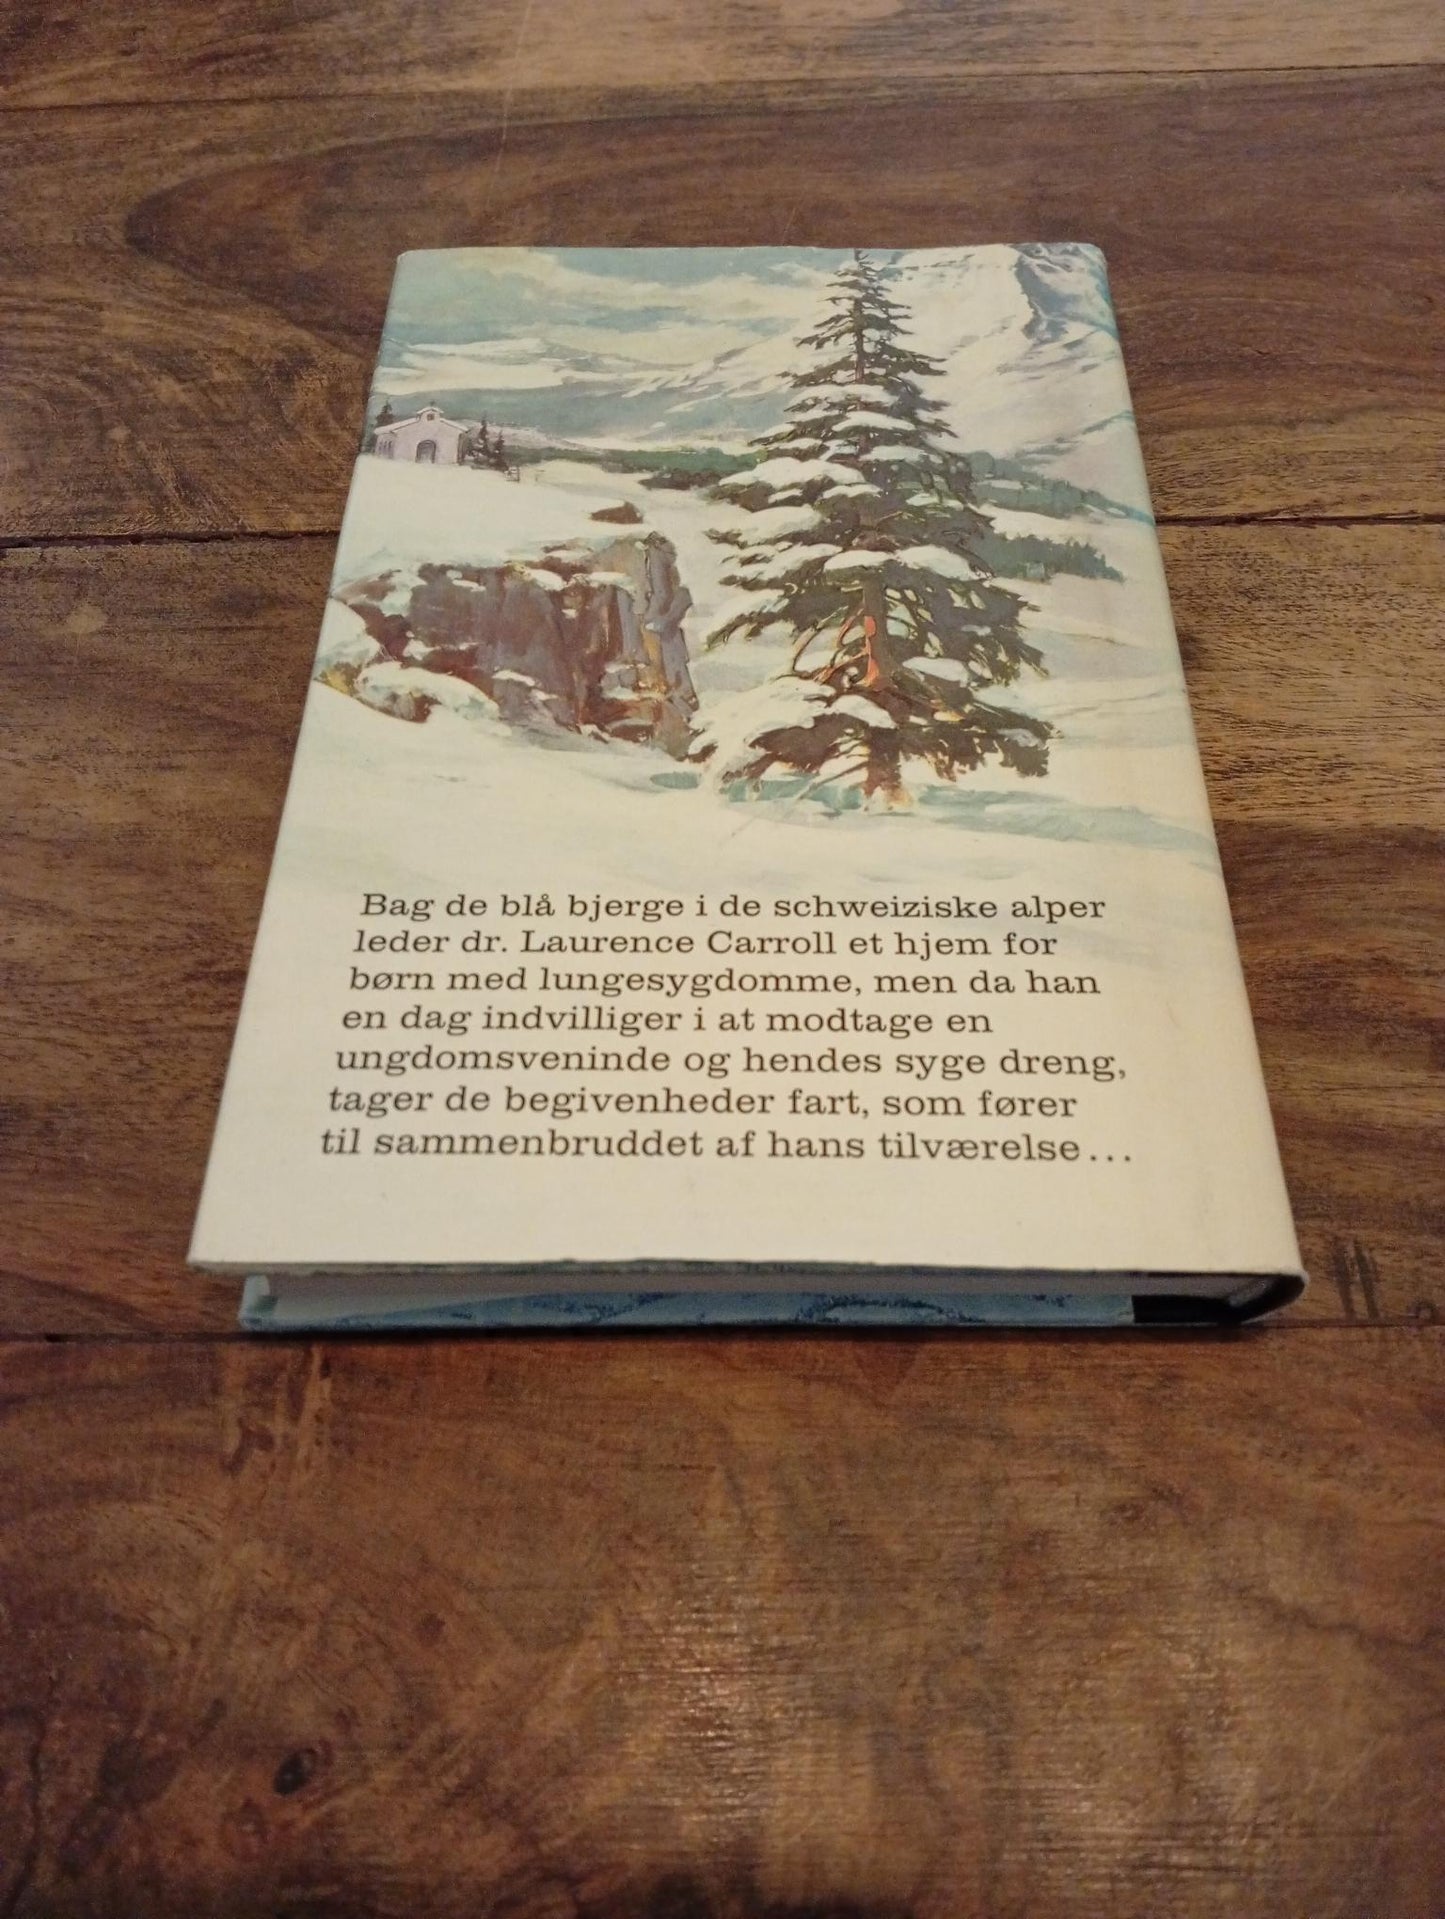 Bag de blå bjerge i de schweiziske alper
leder dr. Laurence Carroll et hjem for
børn med lungesygdomme, men da han
en dag indvilliger i at modtage en
ungdomsveninde og hendes syge dreng,
tager de begivenheder fart, som fører
til sammenbruddet af hans tilværelse...